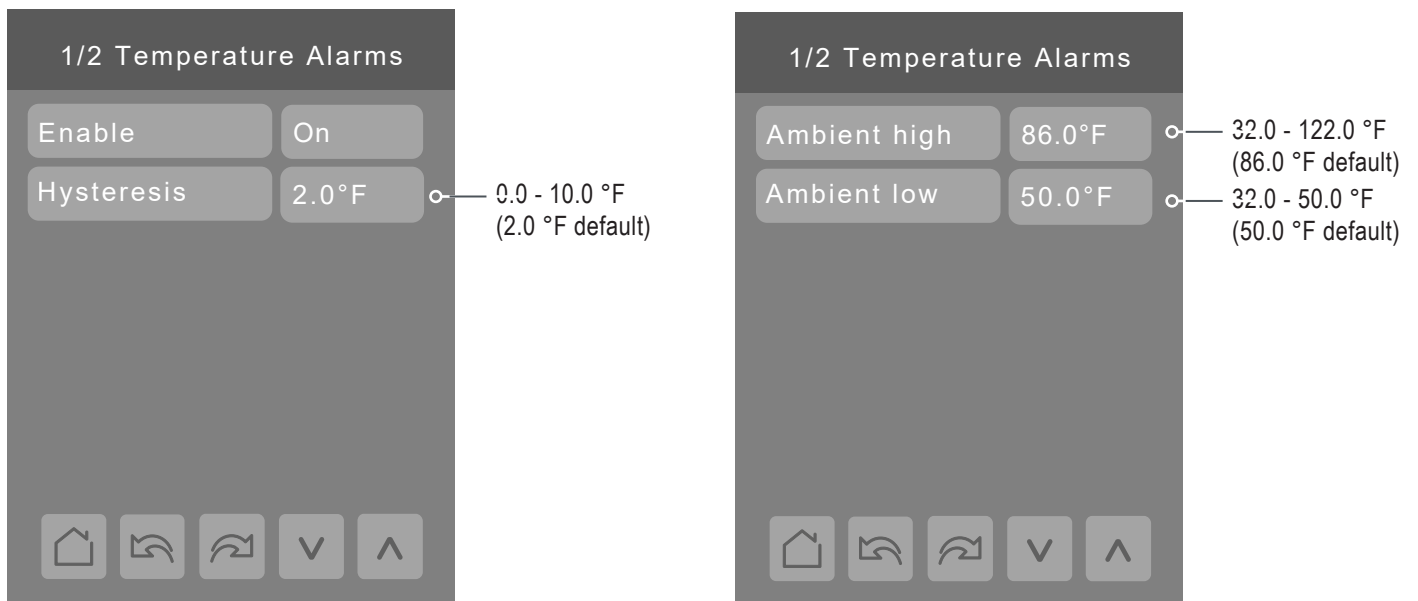 1/2 Temperature Alarms
Enable
On
Hysteresis
2.0°F
0.0 - 10.0 °F
(2.0 °F default)
1/2 Temperature Alarms
Ambient high
86.0°F
32.0 - 122.0 °F
(86.0 °F default)
Ambient low
50.0°F
32.0 - 50.0 °F
(50.0 °F default)